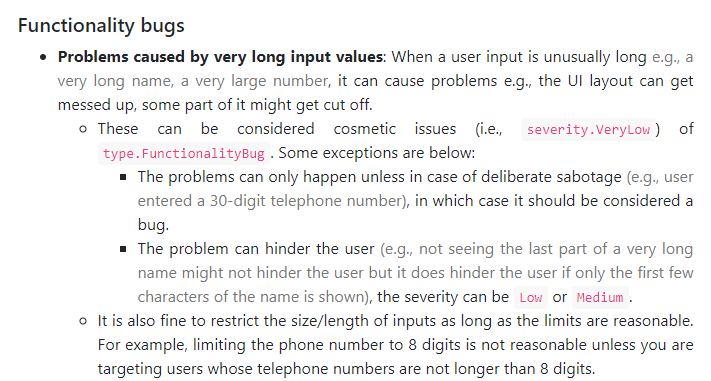 Functionality bugs
• Problems caused by very long input values: When a user input is unusually long e.g., a
very long name, a very large number, it can cause problems e.g., the UI layout can get
messed up, some part of it might get cut off.
○ These can be considered cosmetic issues (i.e., severity.VeryLow ) of
type.FunctionalityBug . Some exceptions are below:
■ The problems can only happen unless in case of deliberate sabotage (e.g., user
entered a 30-digit telephone number), in which case it should be considered a
bug.
■ The problem can hinder the user (e.g., not seeing the last part of a very long
name might not hinder the user but it does hinder the user if only the first few
characters of the name is shown), the severity can be Low or Medium .
○ It is also fine to restrict the size/length of inputs as long as the limits are reasonable.
For example, limiting the phone number to 8 digits is not reasonable unless you are
targeting users whose telephone numbers are not longer than 8 digits.